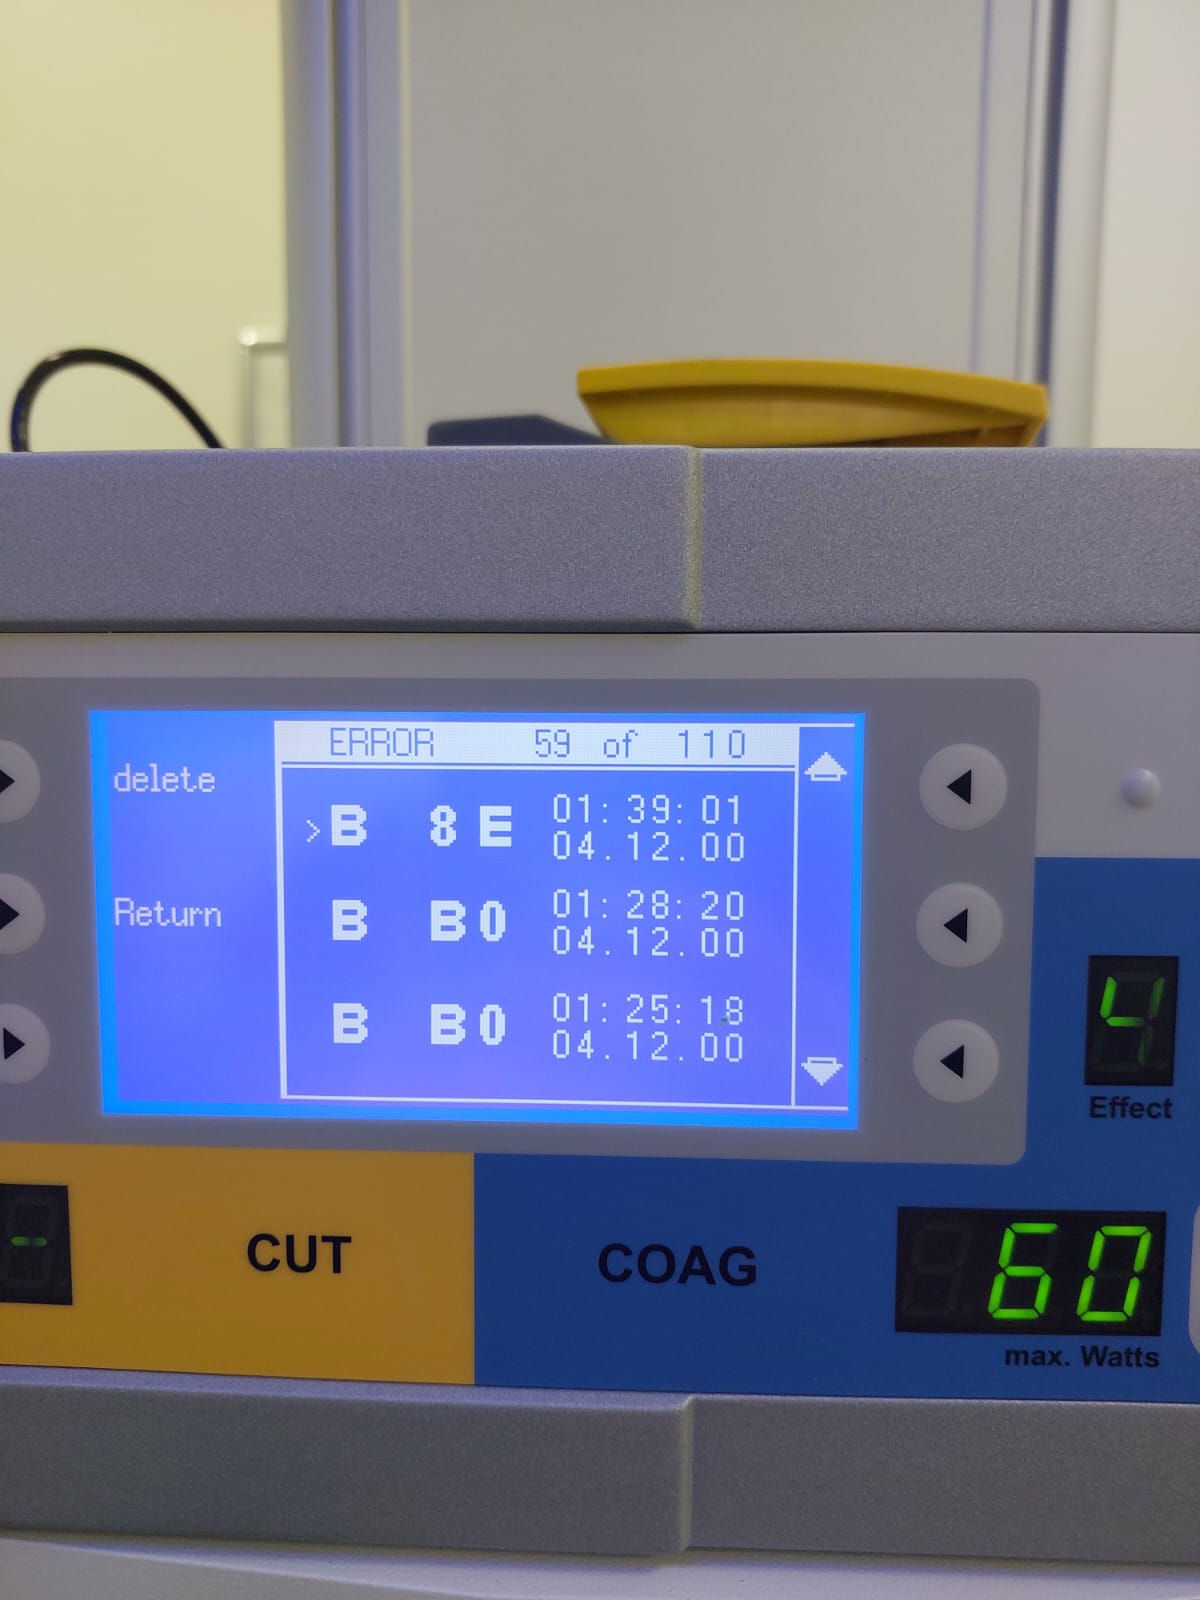 ERROR 59 of 110
delete
>B 8E 01:39:01
04.12.00
Return
B B0 01:28:20
04.12.00
B B0 01:25:18
04.12.00
4
Effect
-
CUT
COAG
60
max. Watts